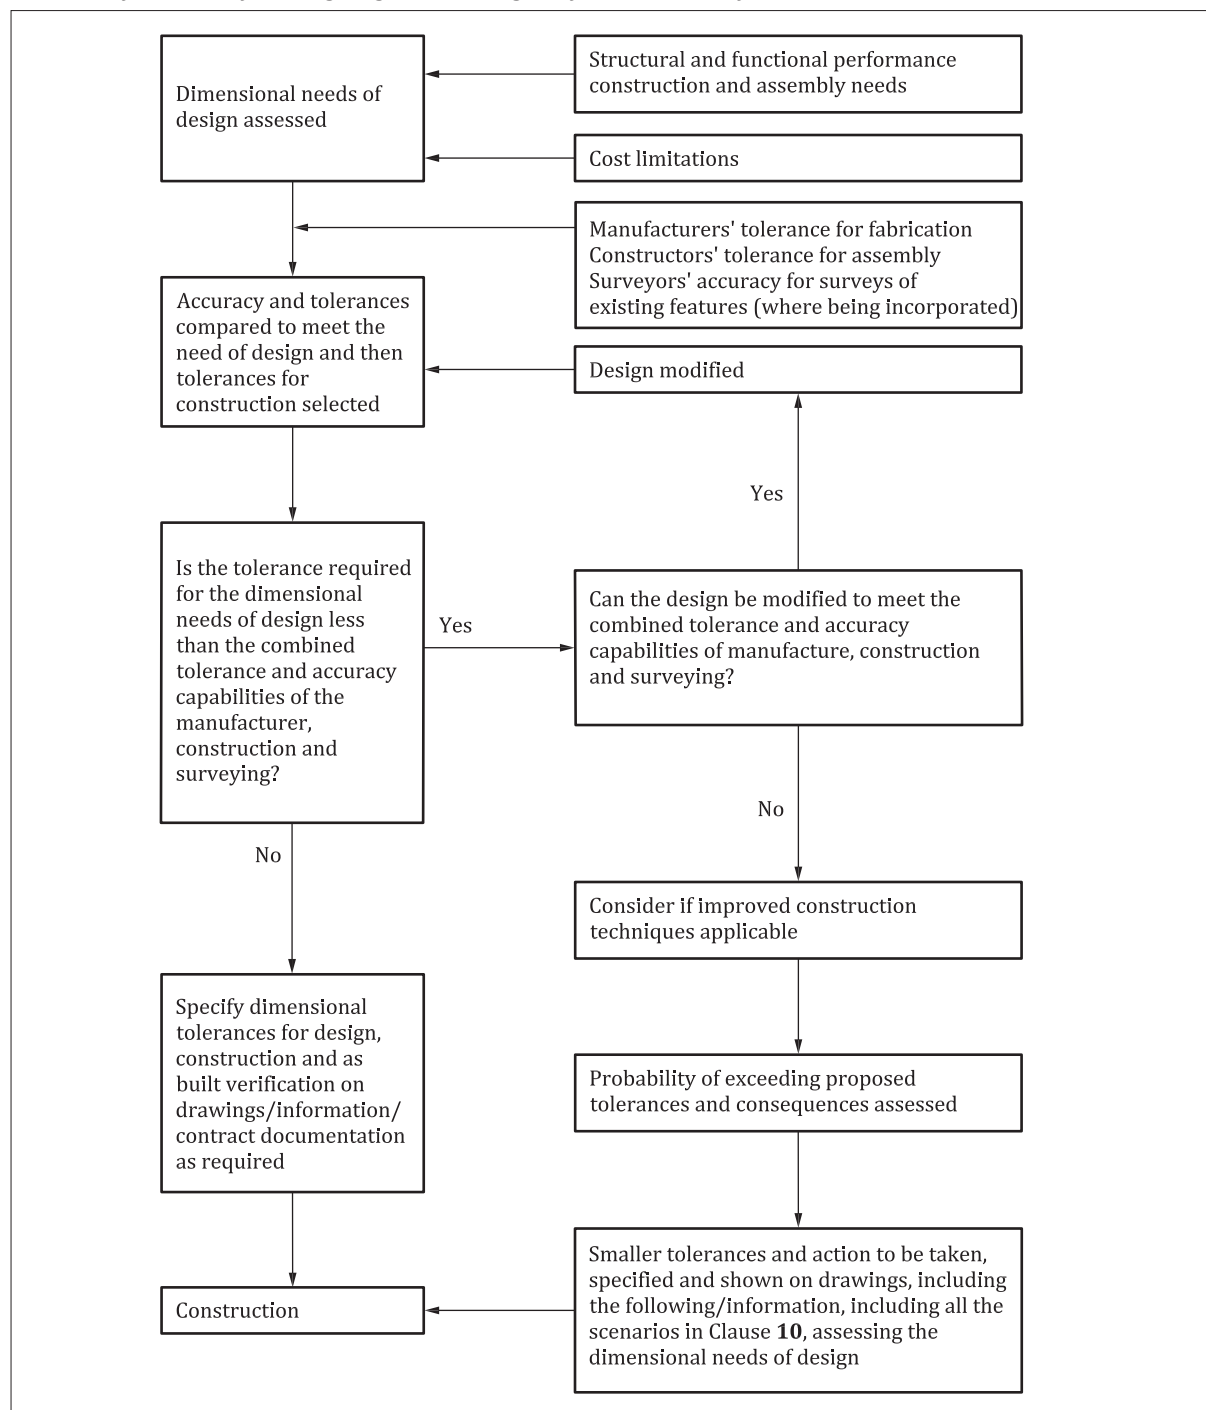 Structural and functional performance
construction and assembly needs
Dimensional needs of
design assessed
Cost limitations
Manufacturers' tolerance for fabrication
Constructors' tolerance for assembly
Surveyors' accuracy for surveys of
existing features (where being incorporated)
Accuracy and tolerances
compared to meet the
need of design and then
tolerances for
construction selected
Design modified
Yes
Is the tolerance required
for the dimensional
needs of design less
than the combined
tolerance and accuracy
capabilities of the
manufacturer,
construction and
surveying?
Yes
Can the design be modified to meet the
combined tolerance and accuracy
capabilities of manufacture, construction
and surveying?
No
No
Consider if improved construction
techniques applicable
Specify dimensional
tolerances for design,
construction and as
built verification on
drawings/information/
contract documentation
as required
Probability of exceeding proposed
tolerances and consequences assessed
Smaller tolerances and action to be taken,
specified and shown on drawings, including
the following/information, including all the
scenarios in Clause 10, assessing the
dimensional needs of design
Construction